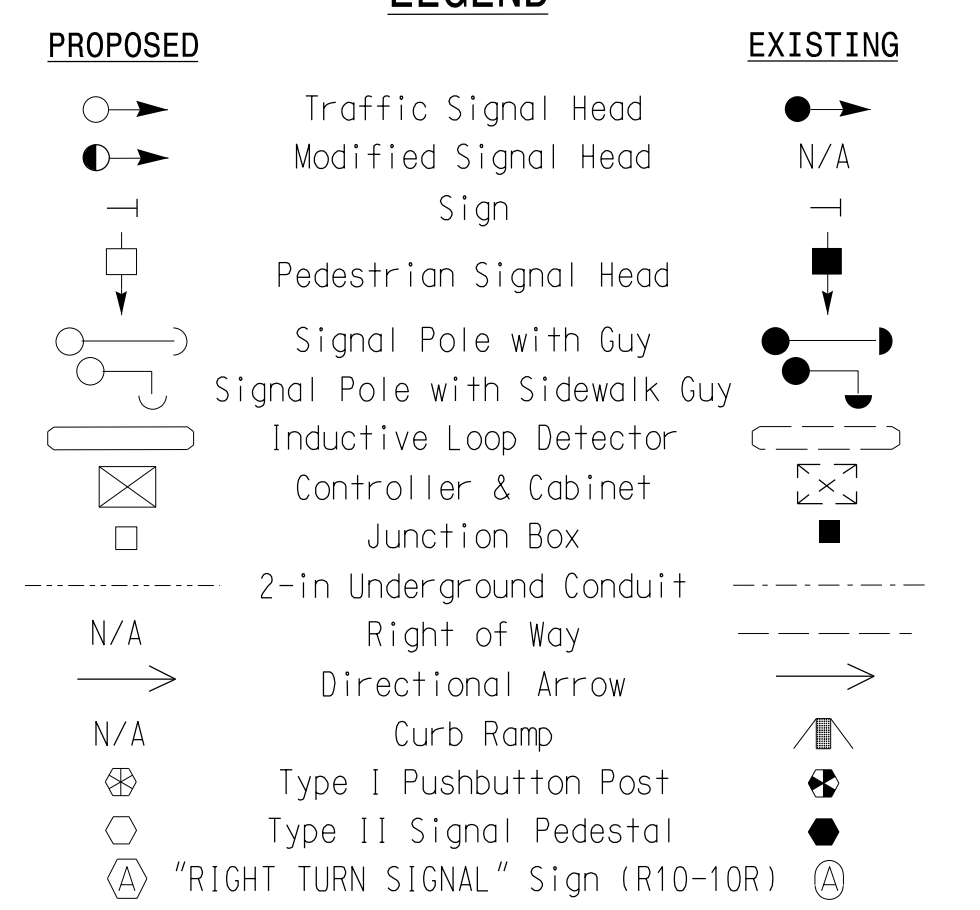 LEGEND
PROPOSED EXISTING
Traffic Signal Head
Modified Signal Head N/A
Sign
Pedestrian Signal Head
Signal Pole with Guy
Signal Pole with Sidewalk Guy
Inductive Loop Detector
Controller & Cabinet
Junction Box
2-in Underground Conduit
N/A Right of Way
Directional Arrow
N/A Curb Ramp
Type I Pushbutton Post
Type II Signal Pedestal
A "RIGHT TURN SIGNAL" Sign (R10-10R) A